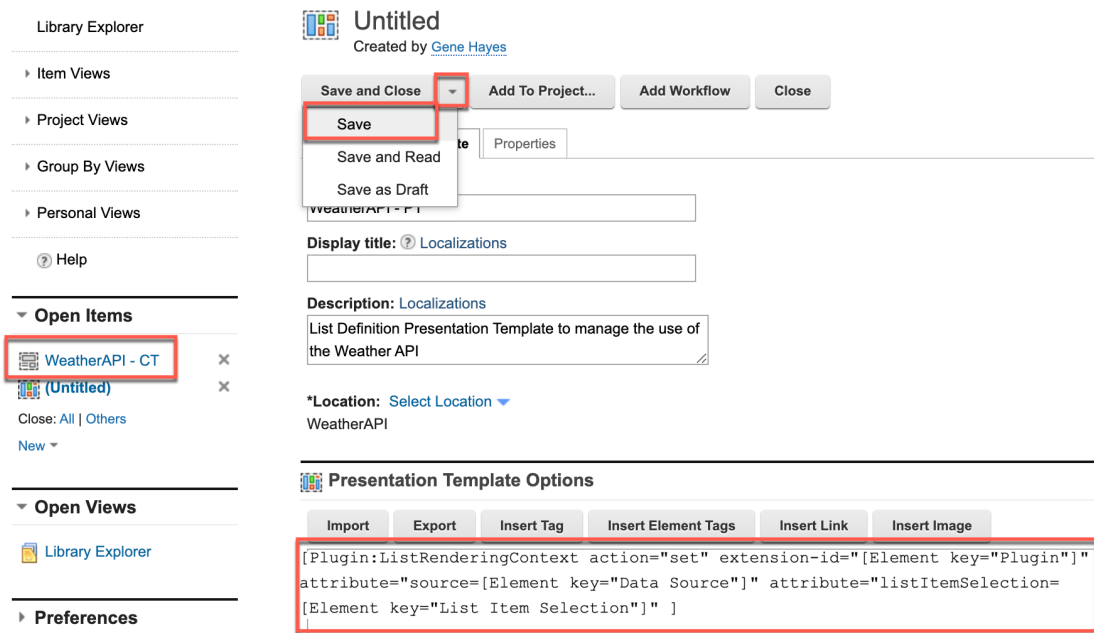 Library Explorer
Item Views
Project Views
Group By Views
Personal Views
? Help
Open Items
WeatherAPI - CT
(Untitled)
Close: All | Others
New
Open Views
Library Explorer
Preferences
Untitled
Created by Gene Hayes
Save and Close
Add To Project...
Add Workflow
Close
Save
Save and Read
Save as Draft
te
Properties
WeatherAPI - PT
Display title: ? Localizations
Description: Localizations
List Definition Presentation Template to manage the use of
the Weather API
*Location: Select Location
WeatherAPI
Presentation Template Options
Import
Export
Insert Tag
Insert Element Tags
Insert Link
Insert Image
[Plugin:ListRenderingContext action="set" extension-id="[Element key="Plugin"]"
attribute="source=[Element key="Data Source"]" attribute="listItemSelection=
[Element key="List Item Selection"]" ]